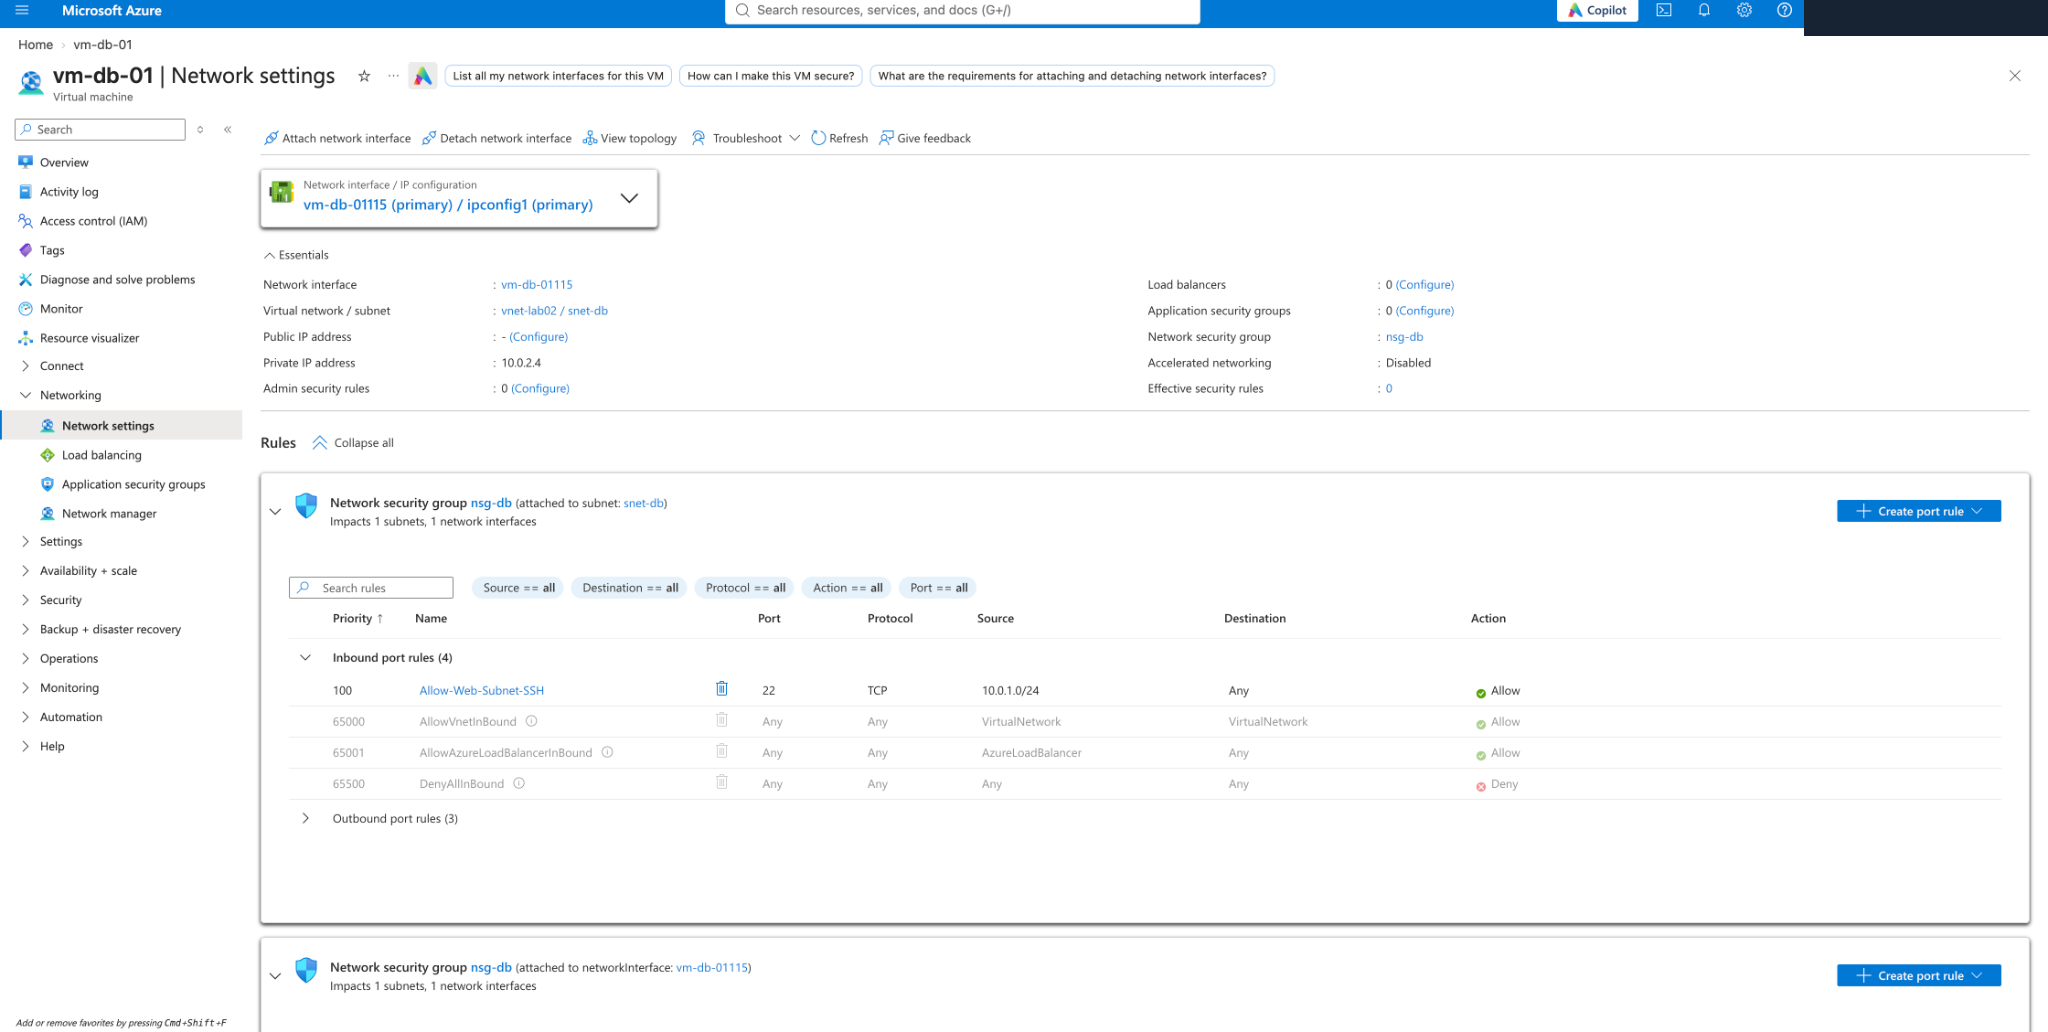 Microsoft Azure
Search resources, services, and docs (G+/)
Copilot
Home > vm-db-01
vm-db-01 | Network settings
Virtual machine
List all my network interfaces for this VM
How can I make this VM secure?
What are the requirements for attaching and detaching network interfaces?
Search
Overview
Activity log
Access control (IAM)
Tags
Diagnose and solve problems
Monitor
Resource visualizer
Connect
Networking
Network settings
Load balancing
Application security groups
Network manager
Settings
Availability + scale
Security
Backup + disaster recovery
Operations
Monitoring
Automation
Help
Add or remove favorites by pressing Cmd+Shift+F
Attach network interface
Detach network interface
View topology
Troubleshoot
Refresh
Give feedback
Network interface / IP configuration
vm-db-01115 (primary) / ipconfig1 (primary)
Essentials
Network interface : vm-db-01115
Virtual network / subnet : vnet-lab02 / snet-db
Public IP address : - (Configure)
Private IP address : 10.0.2.4
Admin security rules : 0 (Configure)
Load balancers : 0 (Configure)
Application security groups : 0 (Configure)
Network security group : nsg-db
Accelerated networking : Disabled
Effective security rules : 0
Rules
Collapse all
Network security group nsg-db (attached to subnet: snet-db)
Impacts 1 subnets, 1 network interfaces
Create port rule
Search rules
Source == all
Destination == all
Protocol == all
Action == all
Port == all
Priority ↑ Name Port Protocol Source Destination Action
Inbound port rules (4)
100 Allow-Web-Subnet-SSH 22 TCP 10.0.1.0/24 Any Allow
65000 AllowVnetInBound Any Any VirtualNetwork VirtualNetwork Allow
65001 AllowAzureLoadBalancerInBound Any Any AzureLoadBalancer Any Allow
65500 DenyAllInBound Any Any Any Any Deny
Outbound port rules (3)
Network security group nsg-db (attached to networkInterface: vm-db-01115)
Impacts 1 subnets, 1 network interfaces
Create port rule